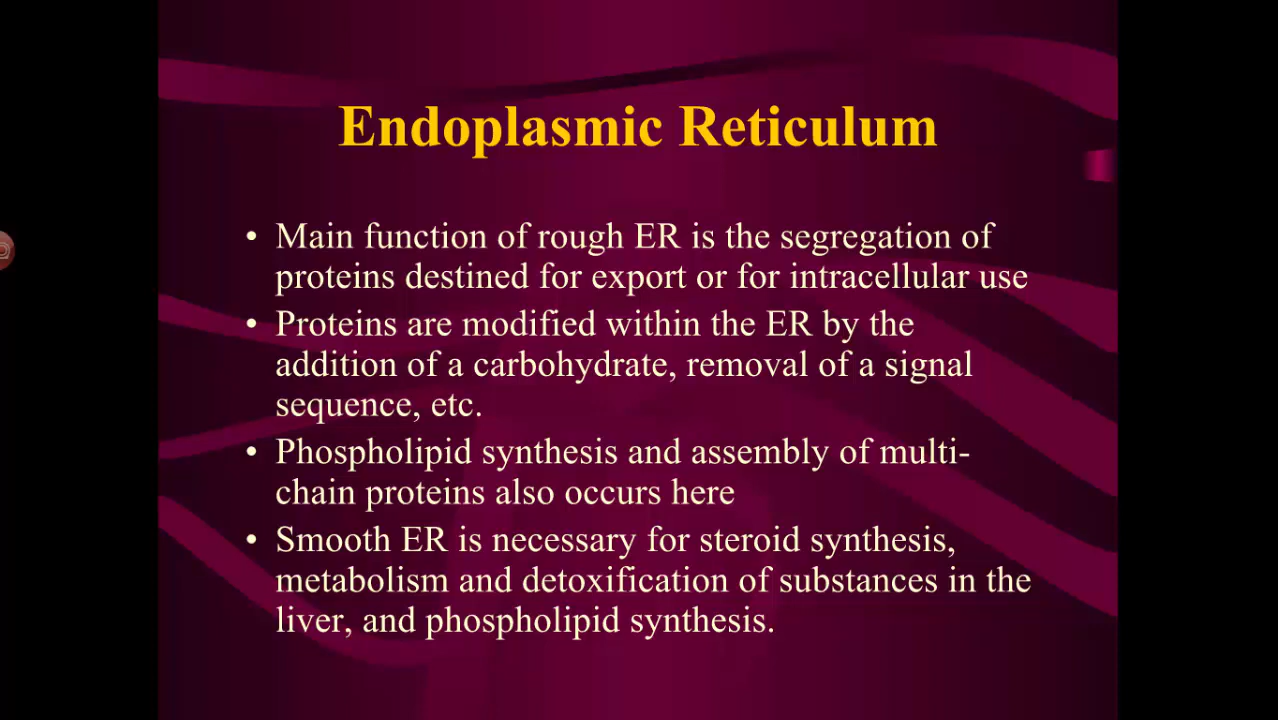 Endoplasmic Reticulum
• Main function of rough ER is the segregation of
proteins destined for export or for intracellular use
• Proteins are modified within the ER by the
addition of a carbohydrate, removal of a signal
sequence, etc.
• Phospholipid synthesis and assembly of multi-
chain proteins also occurs here
• Smooth ER is necessary for steroid synthesis,
metabolism and detoxification of substances in the
liver, and phospholipid synthesis.